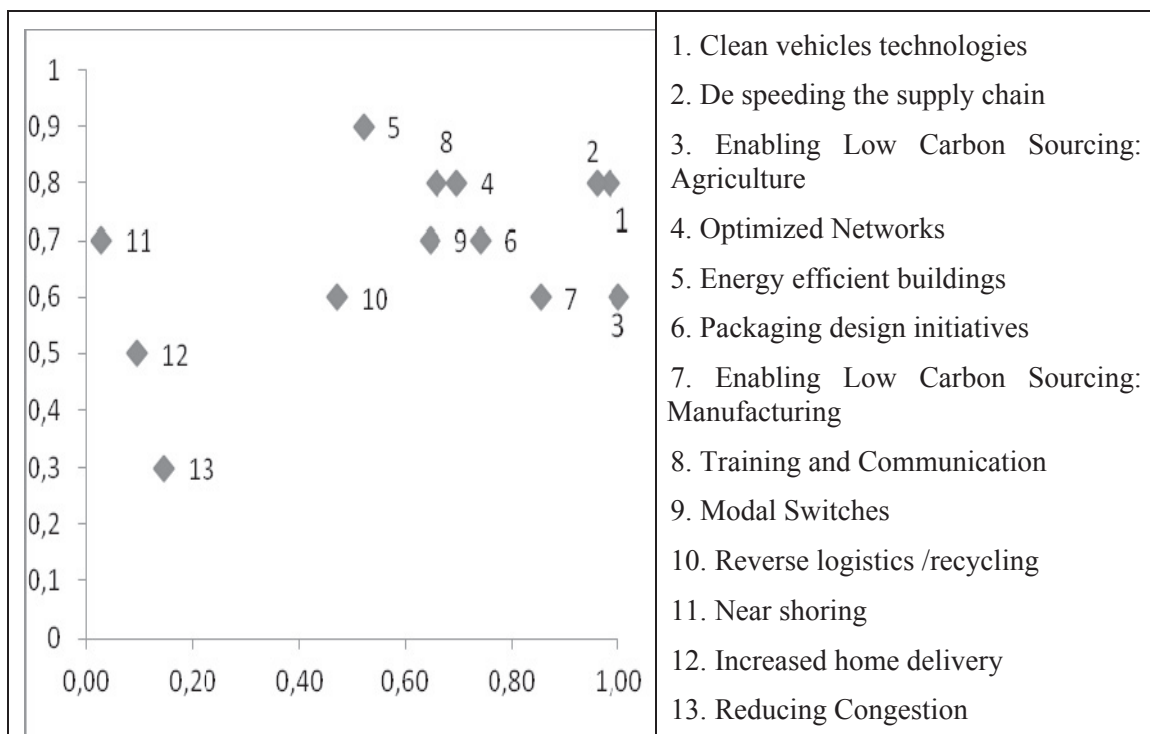 1
0,9
0,8
0,7
0,6
0,5
0,4
0,3
0,2
0,1
0
0,00 0,20 0,40 0,60 0,80 1,00
5
8
4
2
1
11
9
6
10
7
3
12
13
1. Clean vehicles technologies
2. De speeding the supply chain
3. Enabling Low Carbon Sourcing:
Agriculture
4. Optimized Networks
5. Energy efficient buildings
6. Packaging design initiatives
7. Enabling Low Carbon Sourcing:
Manufacturing
8. Training and Communication
9. Modal Switches
10. Reverse logistics /recycling
11. Near shoring
12. Increased home delivery
13. Reducing Congestion